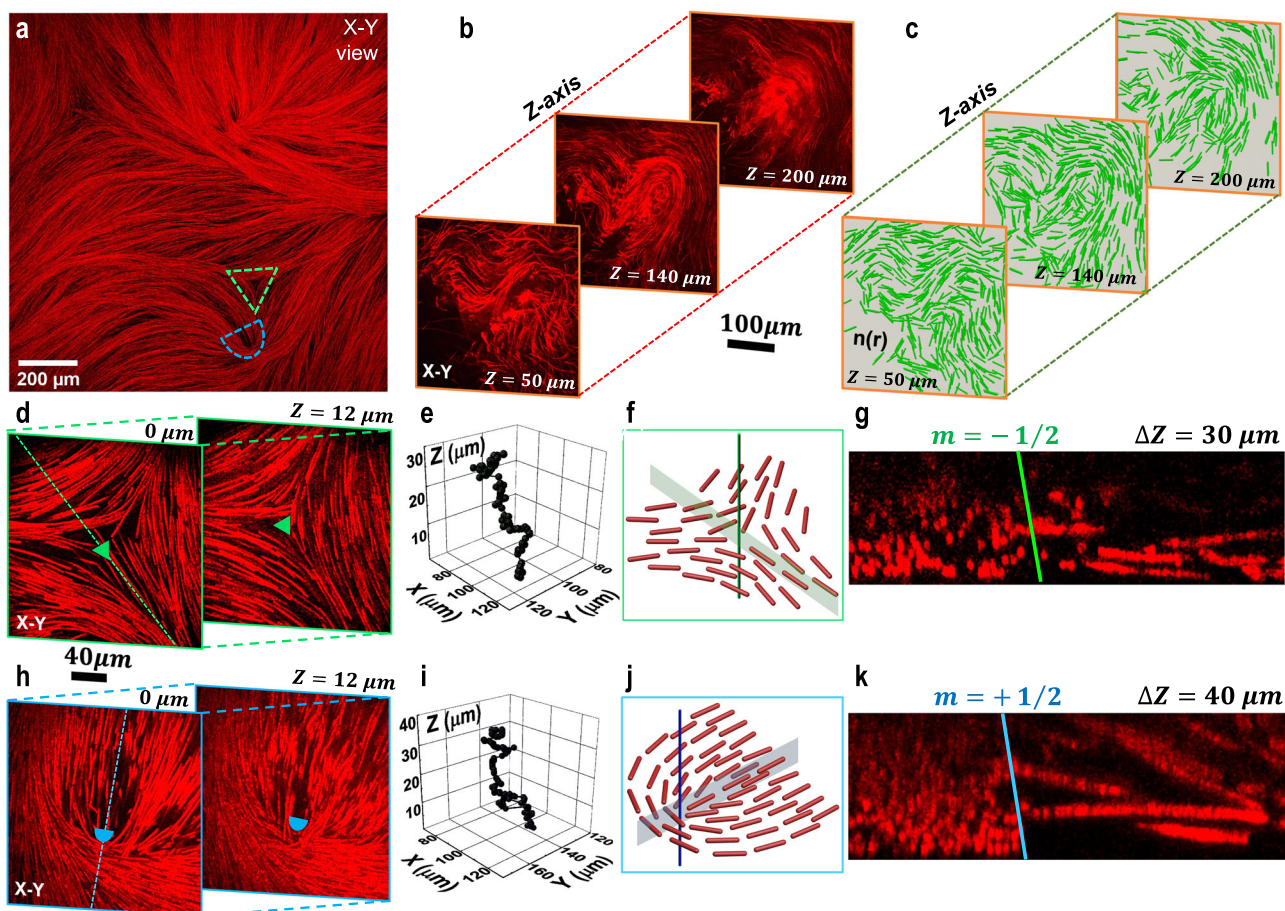 a
X-Y
view
200 μm
b
Z-axis
Z = 200 μm
Z = 140 μm
X-Y
Z = 50 μm
100μm
c
Z-axis
Z = 200 μm
Z = 140 μm
n(r)
Z = 50 μm
d
Z = 12 μm
0 μm
X-Y
40μm
e
Z (μm)
30
20
10
80
100
120
X (μm)
80
100
120
Y (μm)
f
g
m = −1/2
ΔZ = 30 μm
h
Z = 12 μm
0 μm
X-Y
i
40
Z (μm)
30
20
10
80
100
120
X (μm)
120
140
160
Y (μm)
j
k
m = +1/2
ΔZ = 40 μm